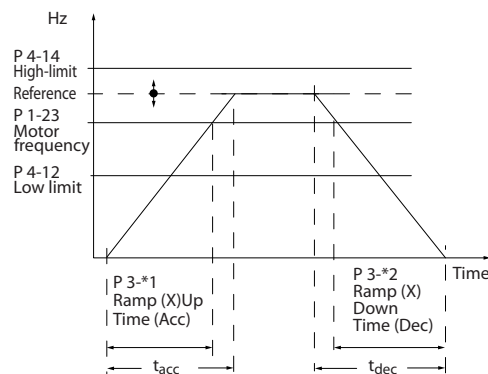 Hz
P 4-14
High-limit
Reference
P 1-23
Motor
frequency
P 4-12
Low limit
Time
P 3-*1
Ramp (X)Up
Time (Acc)
P 3-*2
Ramp (X)
Down
Time (Dec)
tacc
tdec